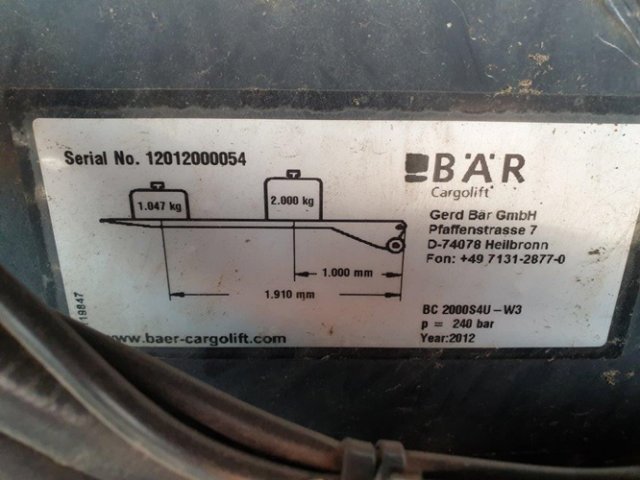 Serial No. 12012000054
BÄR
Cargolift
1.047 kg
2.000 kg
Gerd Bär GmbH
Pfaffenstrasse 7
D-74078 Heilbronn
Fon: +49 7131-2877-0
1.000 mm
1.910 mm
BC 2000S4U-W3
p = 240 bar
Year:2012
www.baer-cargolift.com